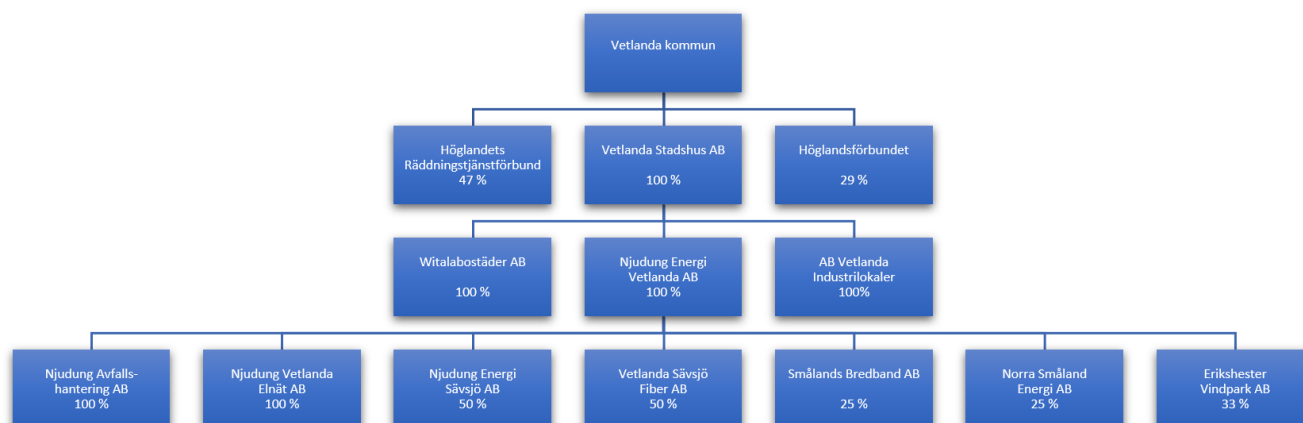 Vetlanda kommun
Höglandets
Räddningstjänstförbund
47 %
Vetlanda Stadshus AB
100 %
Höglandsförbundet
29 %
Witalabostäder AB
100 %
Njudung Energi
Vetlanda AB
100 %
AB Vetlanda
Industrilokaler
100%
Njudung Avfalls-
hantering AB
100 %
Njudung Vetlanda
Elnät AB
100 %
Njudung Energi
Sävsjö AB
50 %
Vetlanda Sävsjö
Fiber AB
50 %
Smålands Bredband AB
25 %
Norra Småland
Energi AB
25 %
Erikshester
Vindpark AB
33 %